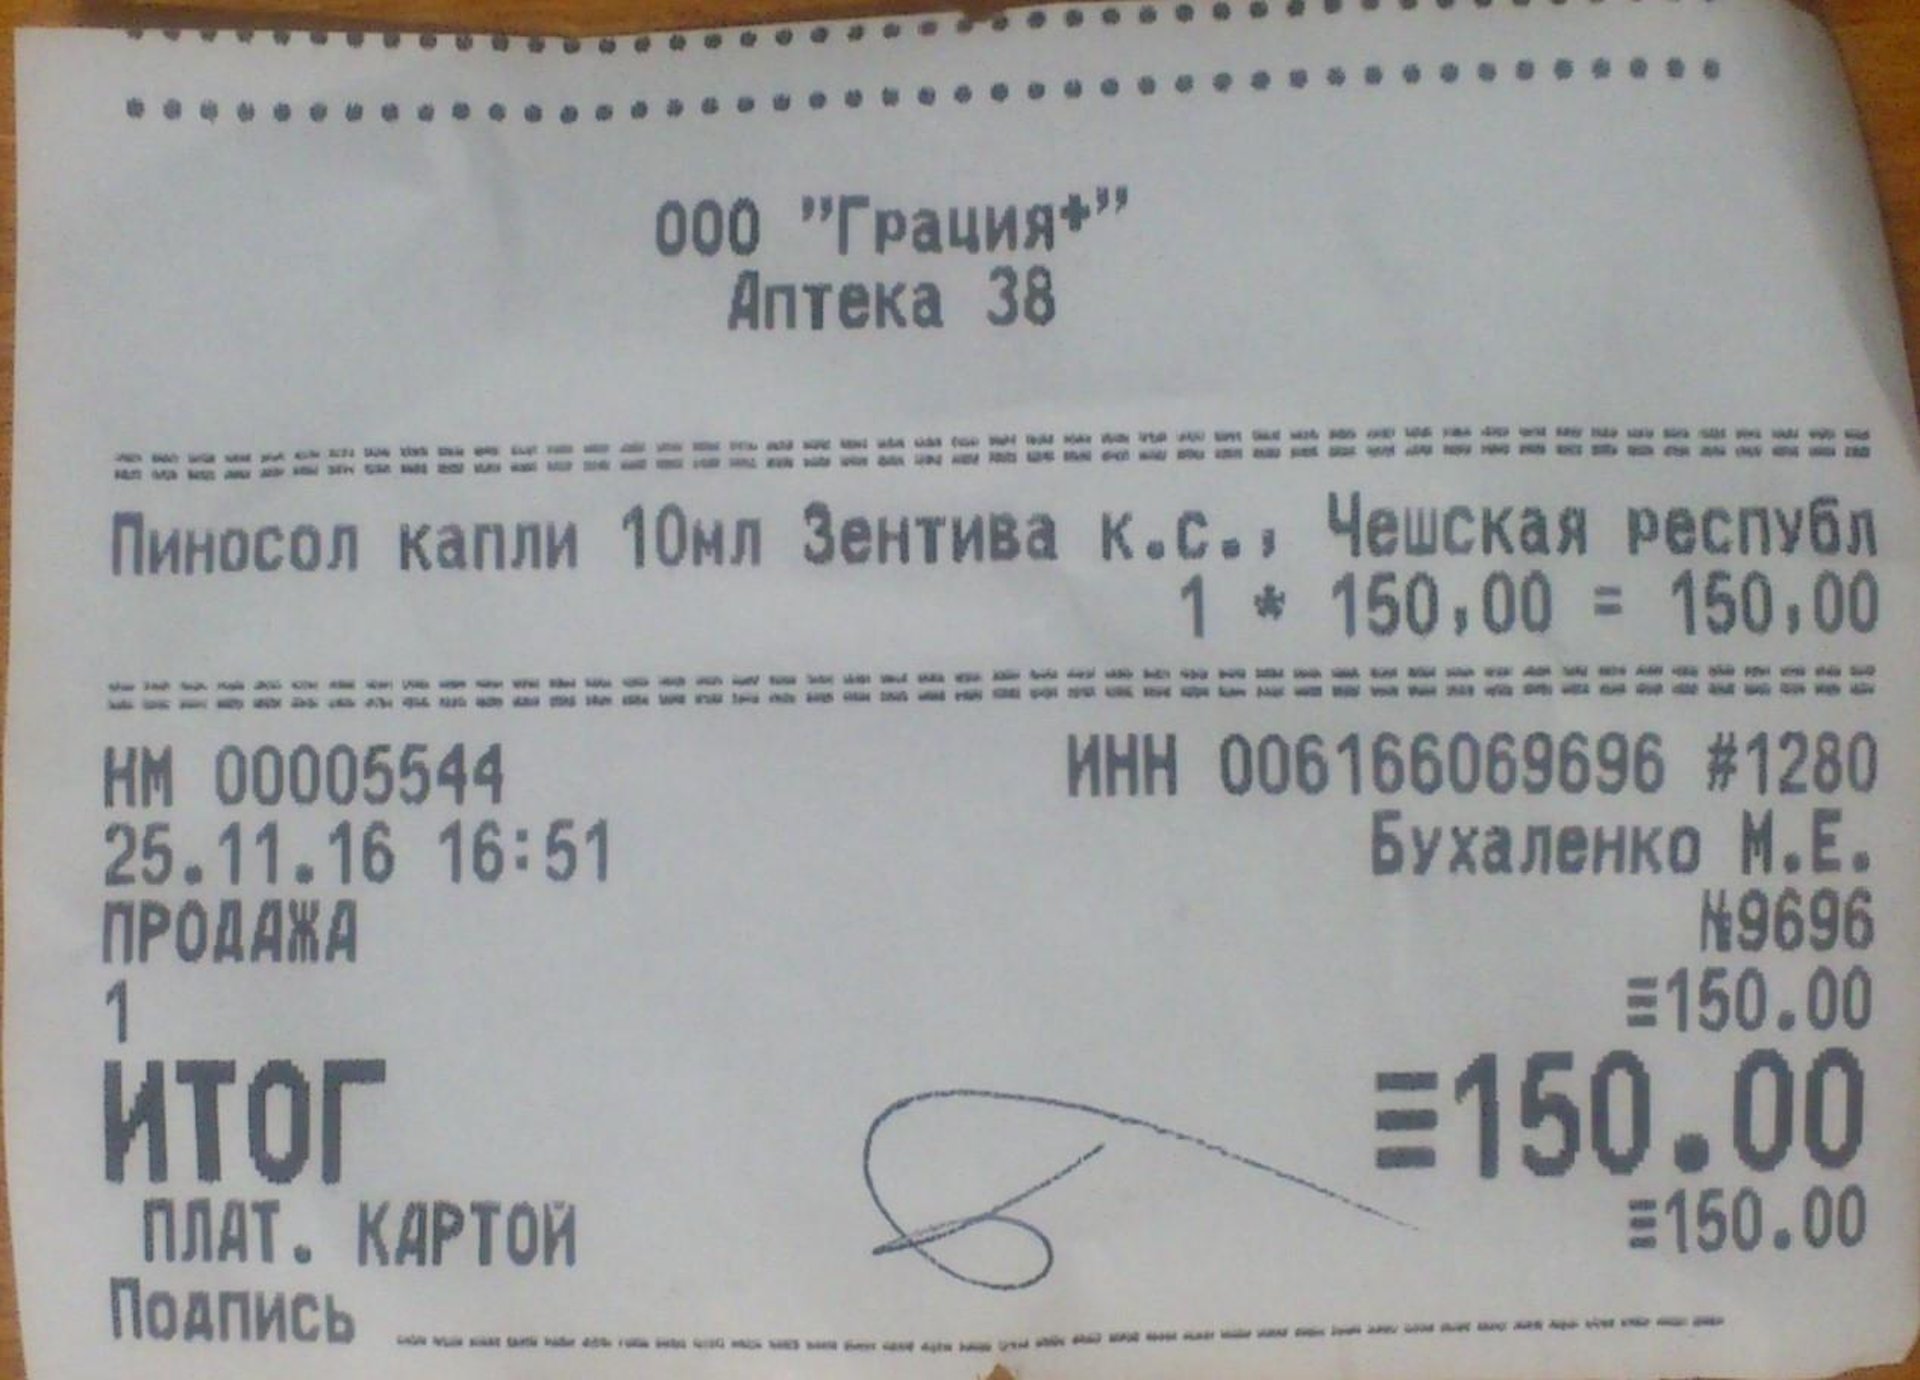 ООО "Грация+"
Аптека 38
Пиносол капли 10мл Зентива к.с., Чешская республ
1 * 150,00 = 150,00
НМ 00005544 ИНН 006166069696 #1280
25.11.16 16:51 Бухаленко М.Е.
ПРОДАЖА №9696
1 ≡150.00
ИТОГ ≡150.00
ПЛАТ. КАРТОЙ ≡150.00
Подпись